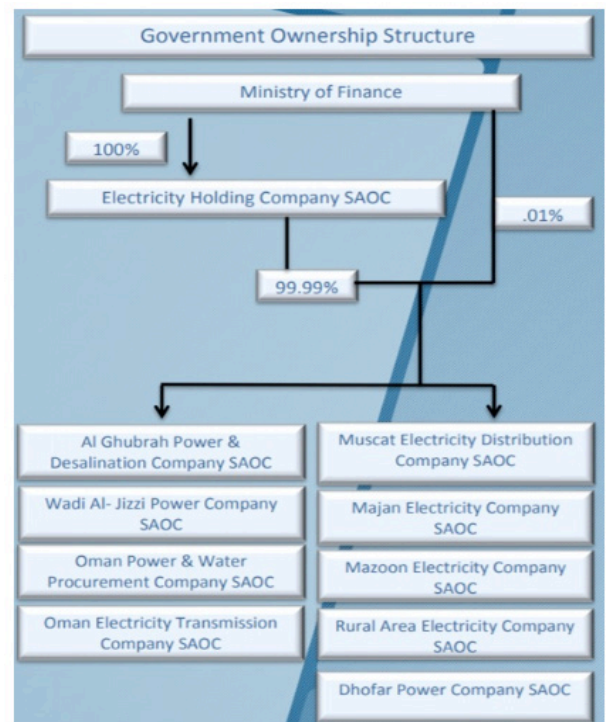 Government Ownership Structure
Ministry of Finance
100%
Electricity Holding Company SAOC
.01%
99.99%
Al Ghubrah Power &
Desalination Company SAOC
Wadi Al- Jizzi Power Company
SAOC
Oman Power & Water
Procurement Company SAOC
Oman Electricity Transmission
Company SAOC
Muscat Electricity Distribution
Company SAOC
Majan Electricity Company
SAOC
Mazoon Electricity Company
SAOC
Rural Area Electricity Company
SAOC
Dhofar Power Company SAOC